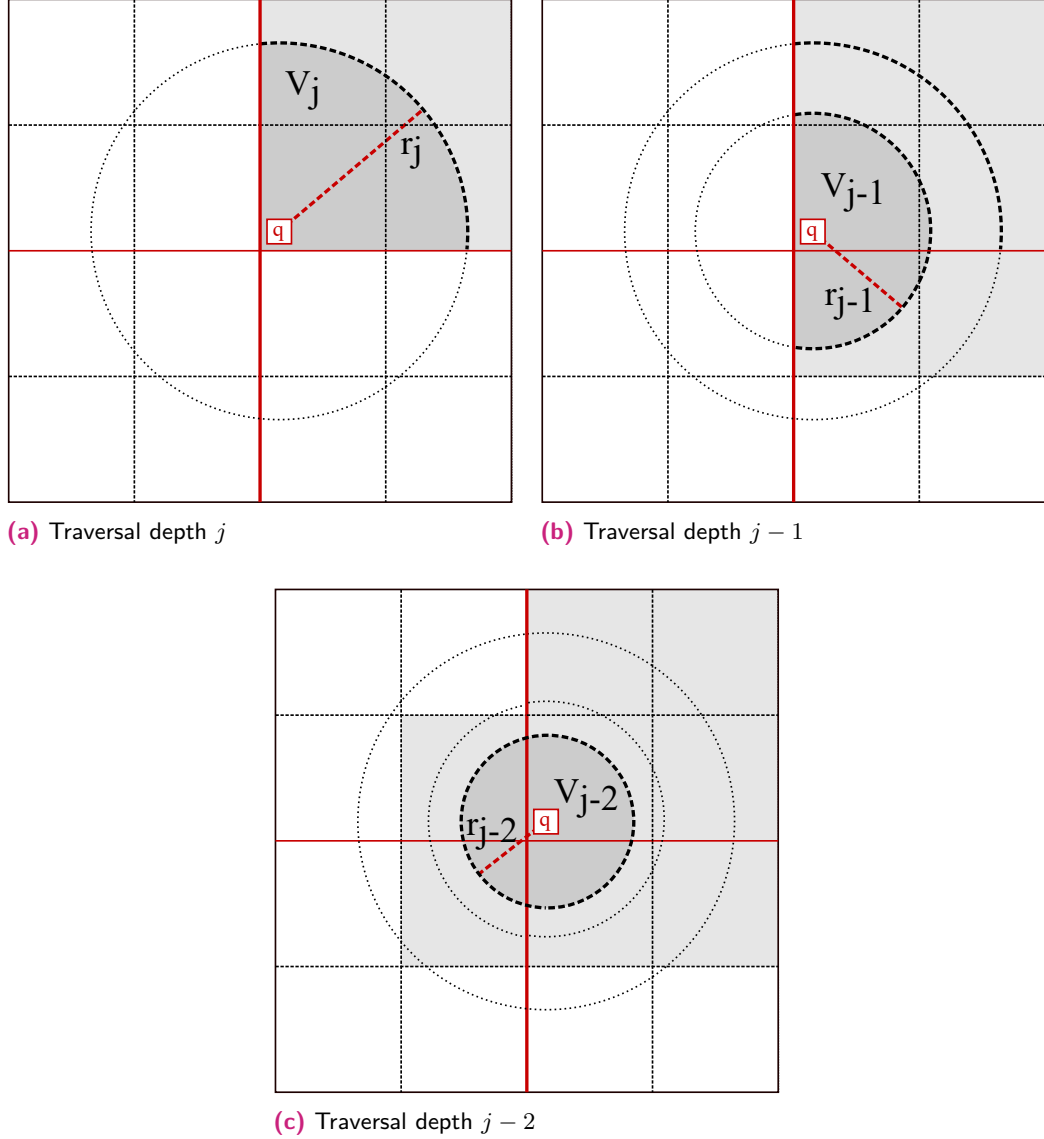 Vj
rj
q
(a) Traversal depth j
Vj-1
q
rj-1
(b) Traversal depth j − 1
Vj-2
rj-2
q
(c) Traversal depth j − 2